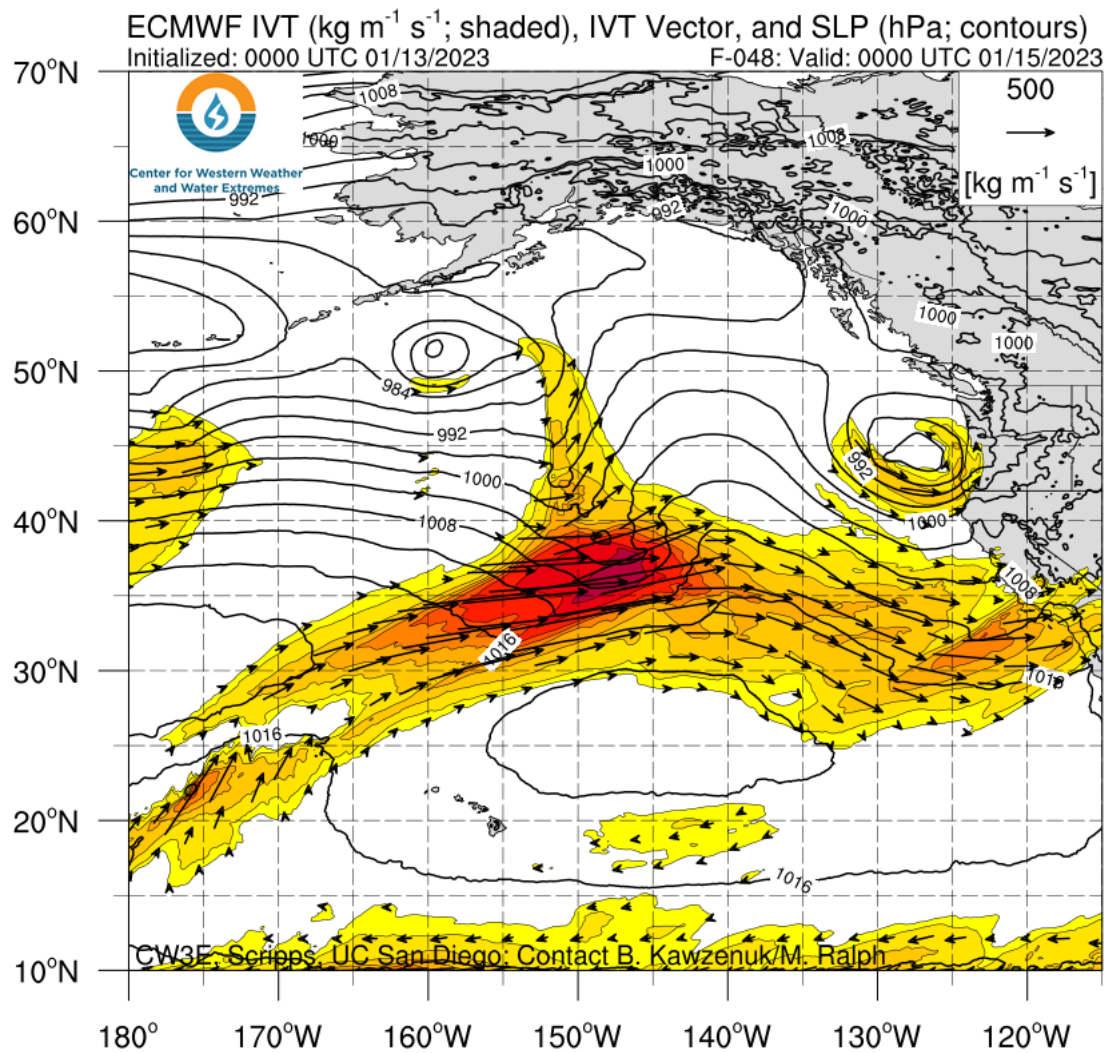 ECMWF IVT (kg m⁻¹ s⁻¹; shaded), IVT Vector, and SLP (hPa; contours)
Initialized: 0000 UTC 01/13/2023
F-048: Valid: 0000 UTC 01/15/2023
70°N
Center for Western Weather
and Water Extremes
500
[kg m⁻¹ s⁻¹]
1008
1008
1000
1000
992
992
60°N
1000
1000
1000
50°N
984
992
992
1000
1000
40°N
1008
1008
1016
30°N
1016
1016
20°N
1016
CW3E, Scripps, UC San Diego; Contact B. Kawzenuk/M. Ralph
10°N
180°
170°W
160°W
150°W
140°W
130°W
120°W